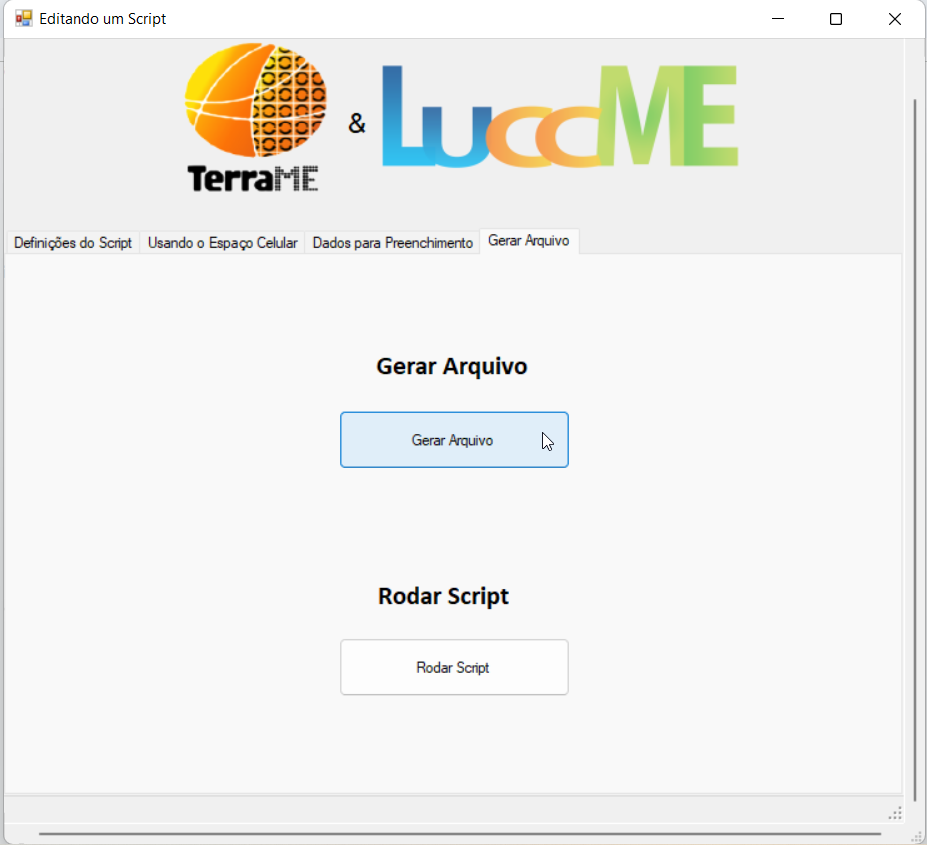 Editando um Script
TerraME & LuccME
Definições do Script Usando o Espaço Celular Dados para Preenchimento Gerar Arquivo
Gerar Arquivo
Gerar Arquivo
Rodar Script
Rodar Script